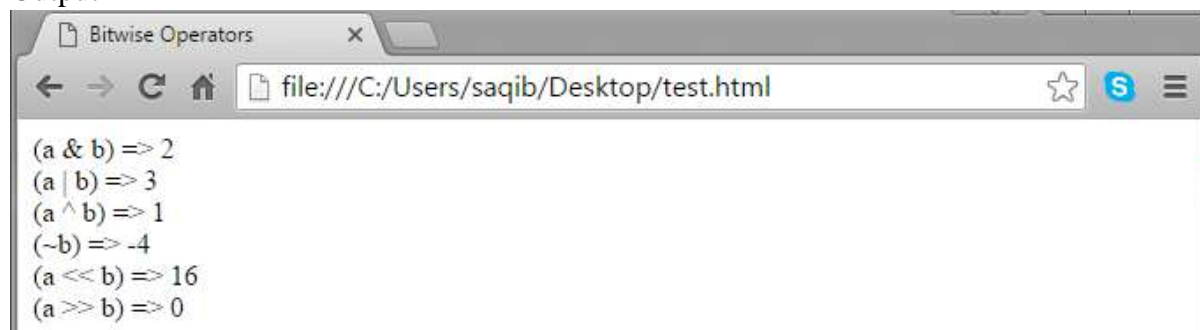 Bitwise Operators
file:///C:/Users/saqib/Desktop/test.html
(a & b) => 2
(a | b) => 3
(a ^ b) => 1
(~b) => -4
(a << b) => 16
(a >> b) => 0